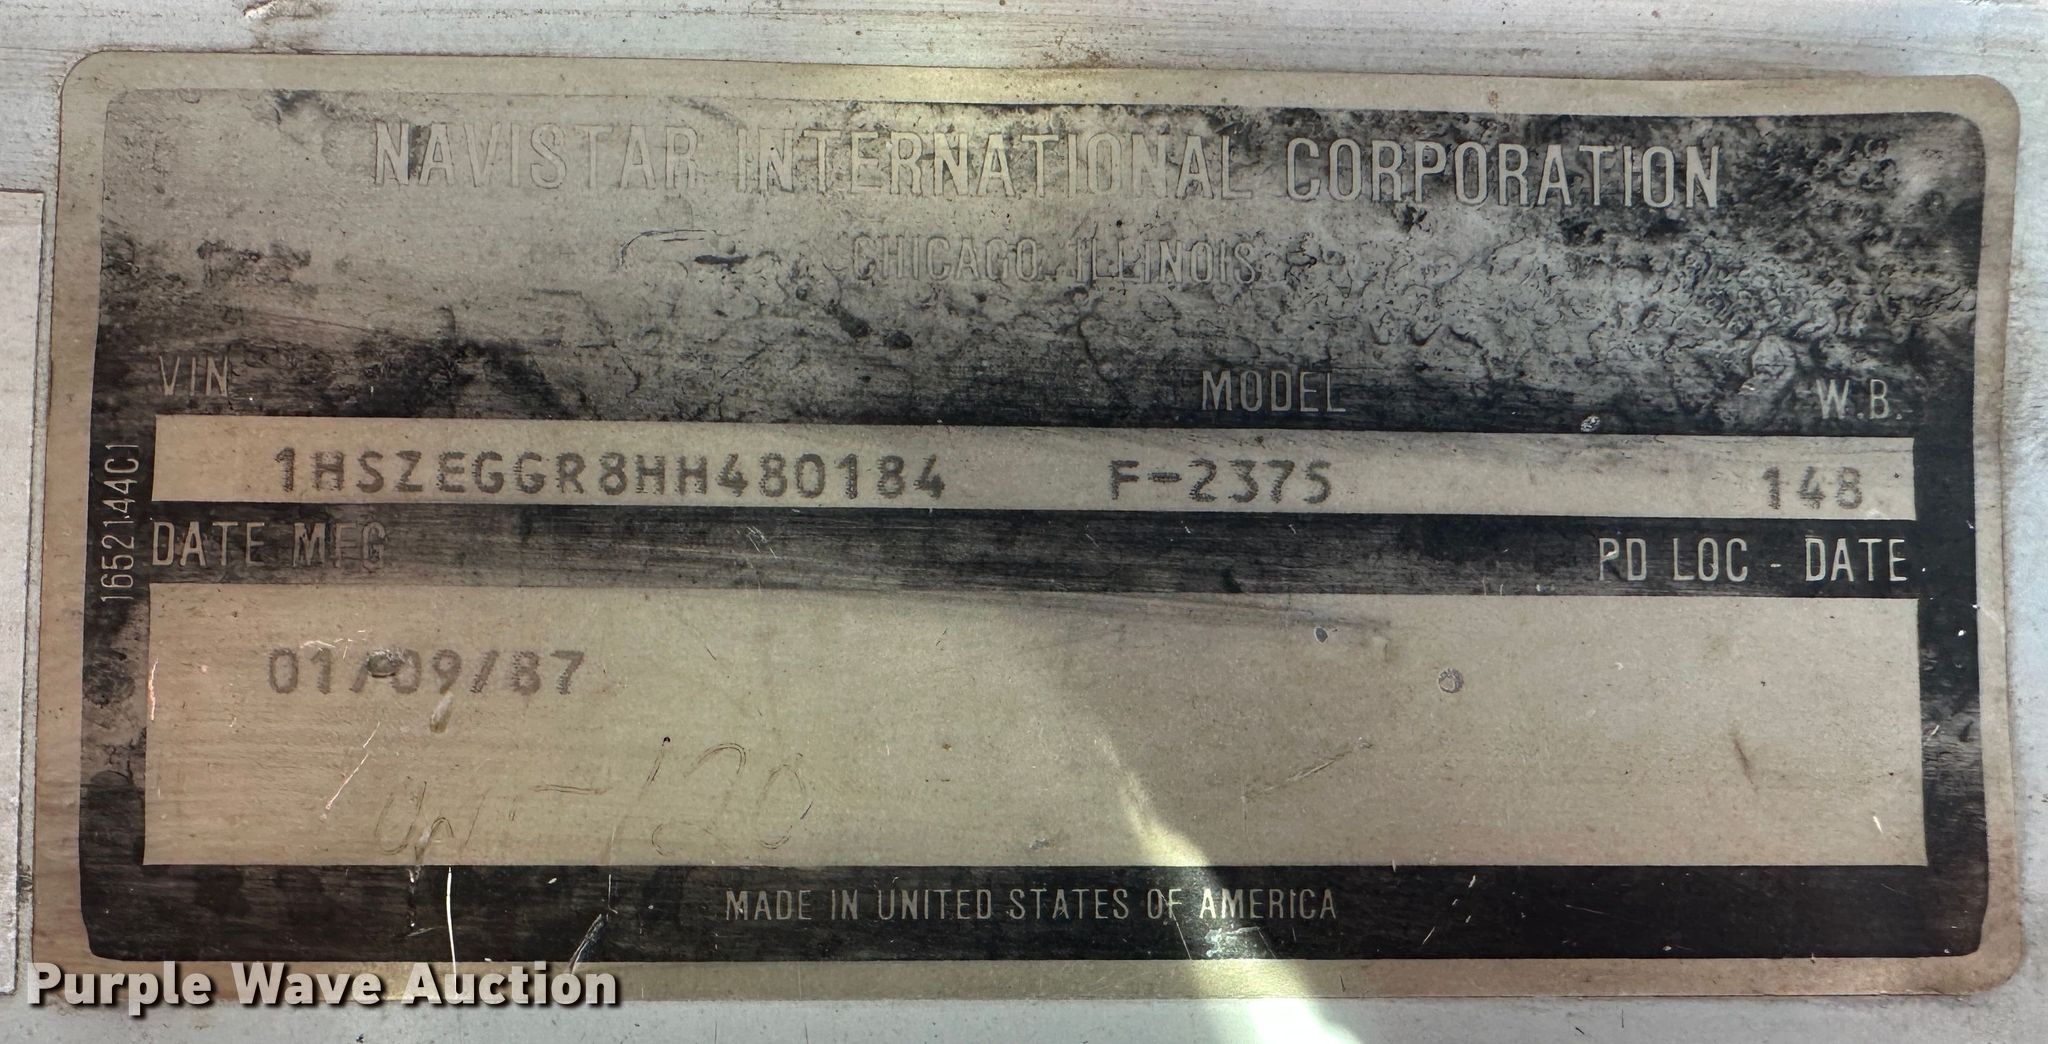 NAVISTAR INTERNATIONAL CORPORATION
CHICAGO, ILLINOIS
VIN MODEL W.B.
1HSZEGGR8HH480184 F-2375 148
DATE MFG PD LOC - DATE
01/09/87
MADE IN UNITED STATES OF AMERICA
1652144C1
Purple Wave Auction